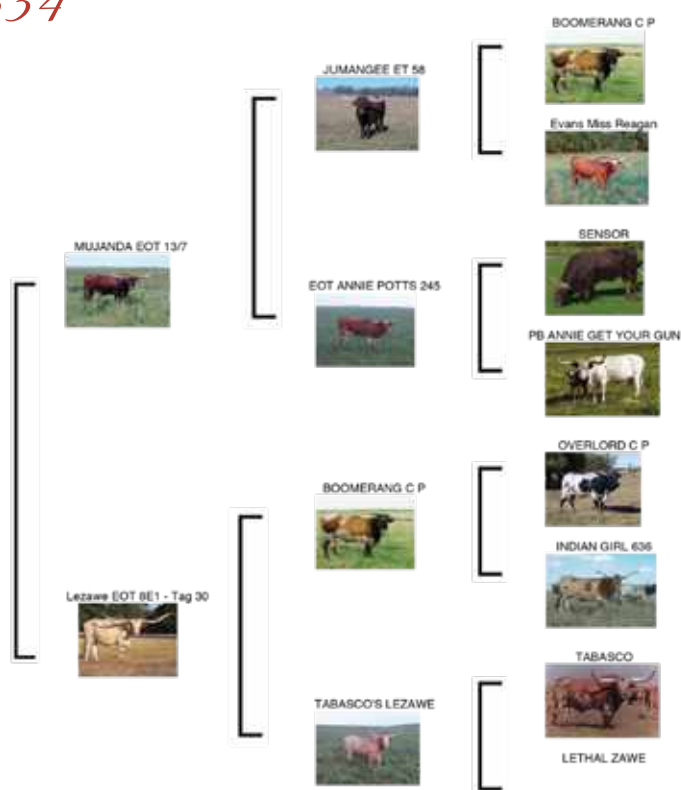 BOOMERANG C P
JUMANGEE ET 58
Evans Miss Reagan
MUJANDA EOT 13/7
SENSOR
EOT ANNIE POTTS 245
PB ANNIE GET YOUR GUN
OVERLORD C P
BOOMERANG C P
INDIAN GIRL 636
Lezawe EOT 8E1 - Tag 30
TABASCO
TABASCO'S LEZAWE
LETHAL ZAWE